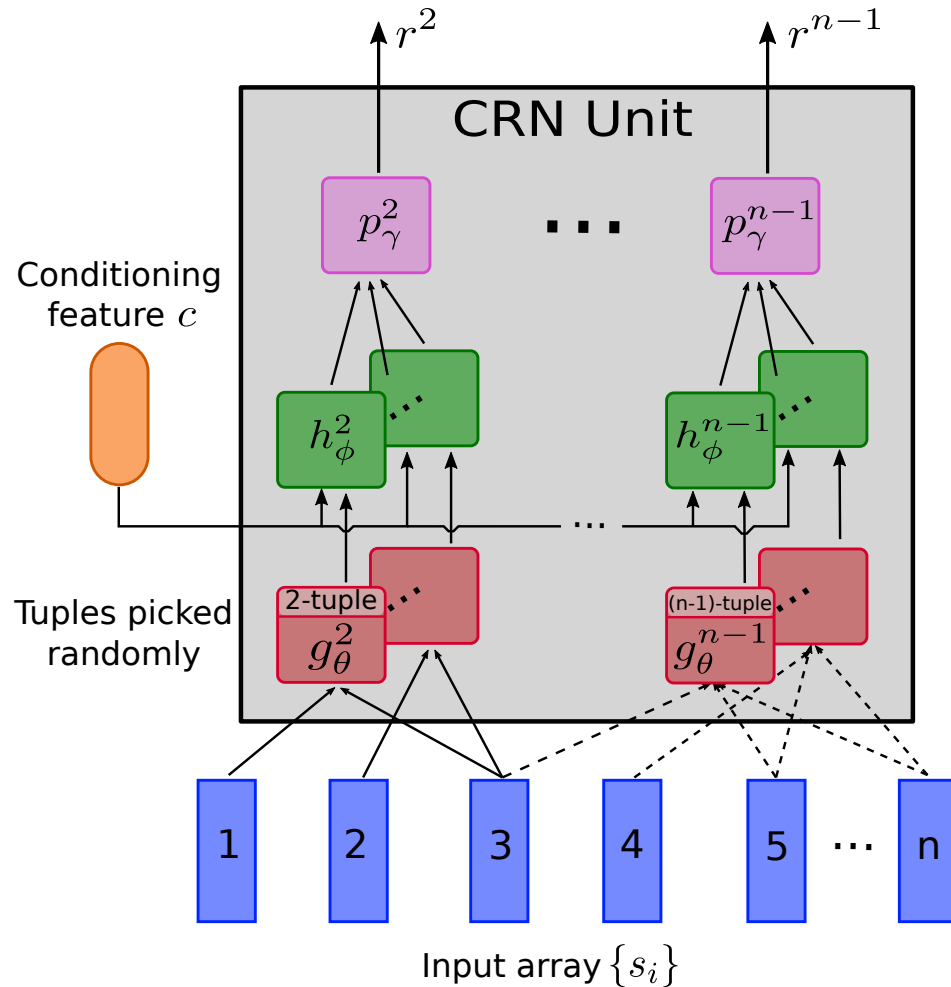 r^2
r^{n-1}
CRN Unit
p_γ^2
...
p_γ^{n-1}
Conditioning
feature c
h_ϕ^2
...
h_ϕ^{n-1}
...
...
2-tuple
...
(n-1)-tuple
...
Tuples picked
randomly
g_θ^2
g_θ^{n-1}
1 2 3 4 5 ... n
Input array {s_i}